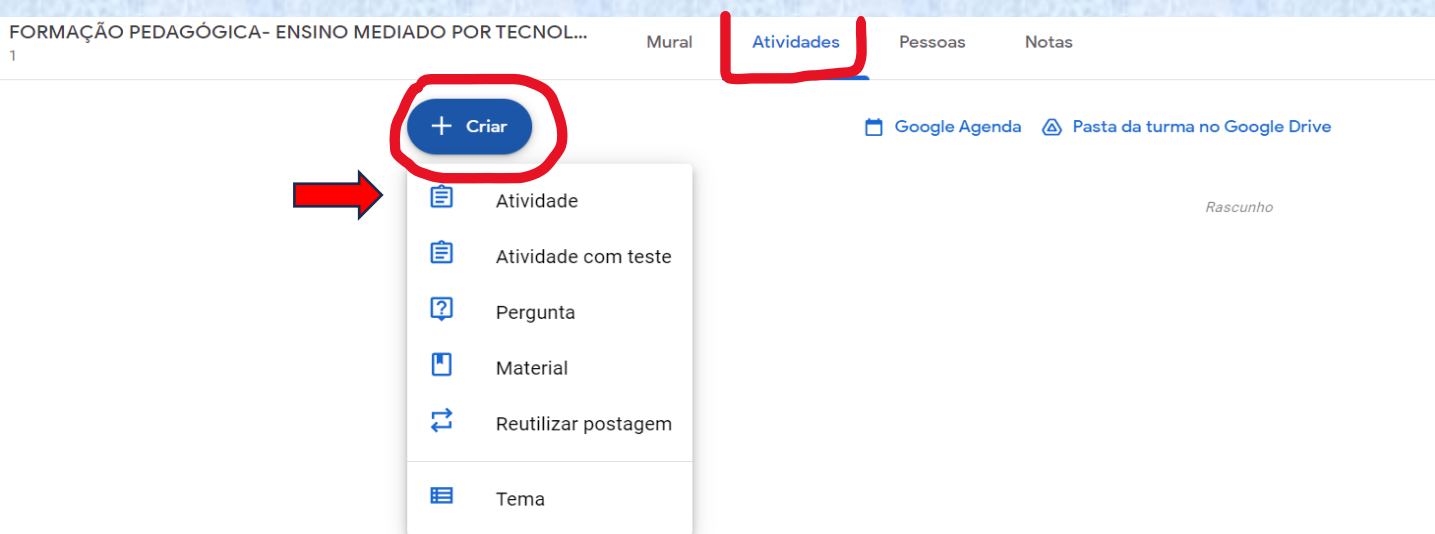 FORMAÇÃO PEDAGÓGICA- ENSINO MEDIADO POR TECNOL...
1
Mural
Atividades
Pessoas
Notas
Criar
Google Agenda
Pasta da turma no Google Drive
Atividade
Rascunho
Atividade com teste
Pergunta
Material
Reutilizar postagem
Tema